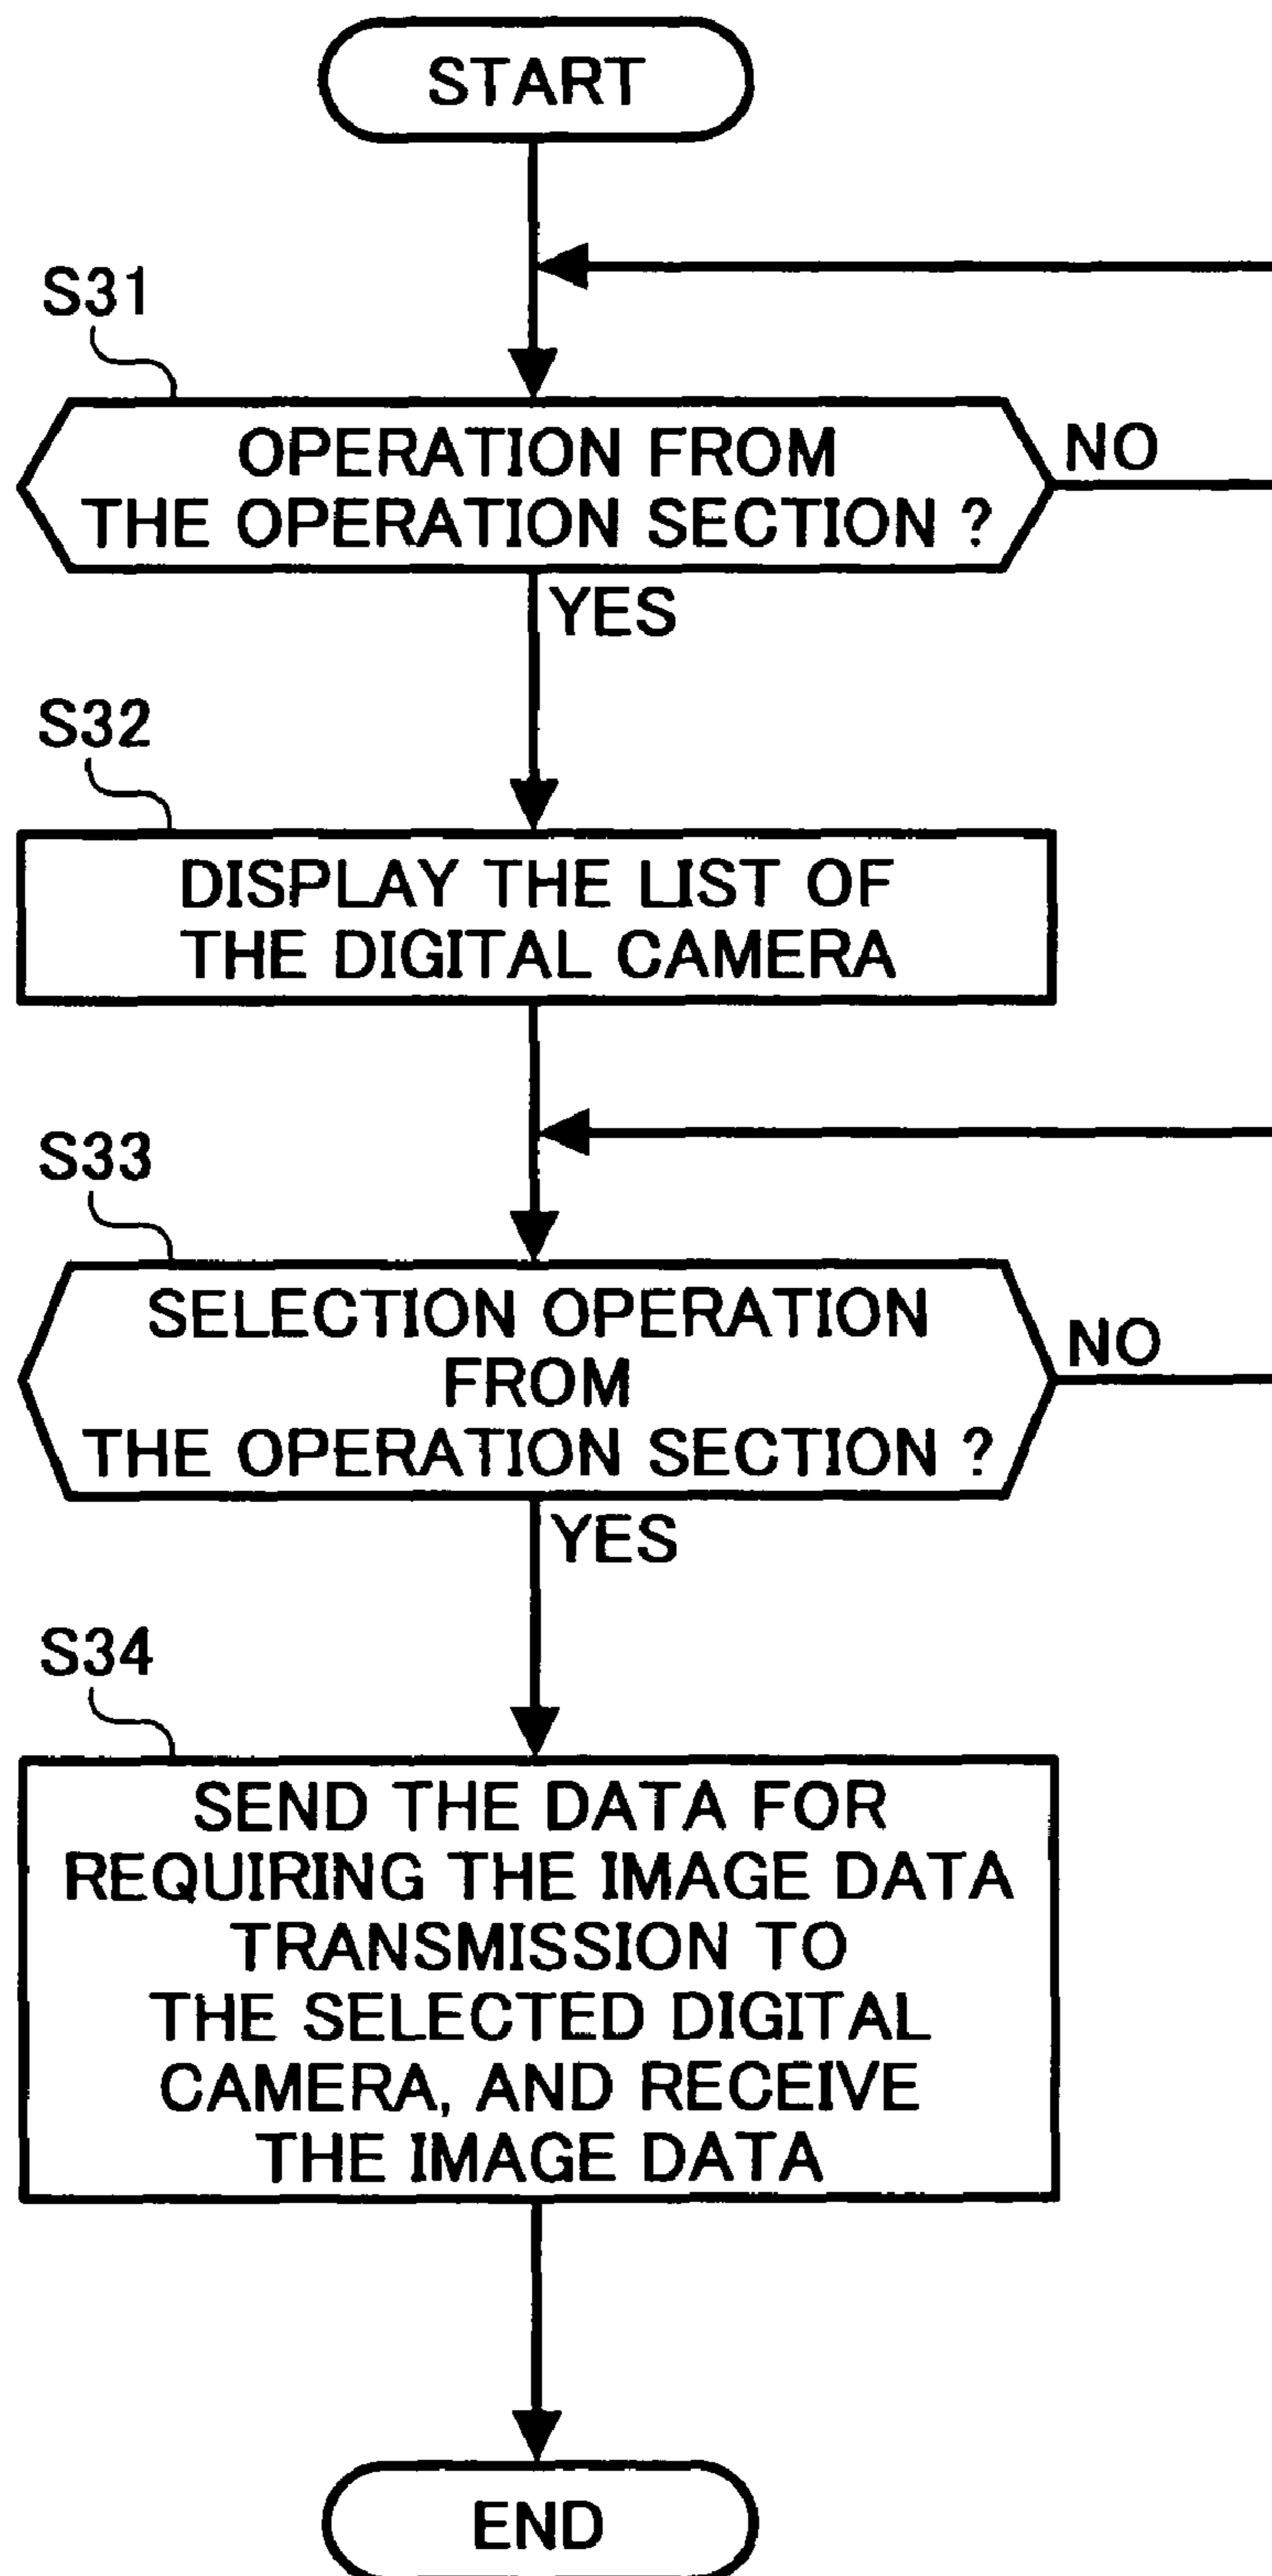 START
S31
OPERATION FROM
THE OPERATION SECTION ?
NO
YES
S32
DISPLAY THE LIST OF
THE DIGITAL CAMERA
S33
SELECTION OPERATION
FROM
THE OPERATION SECTION ?
NO
YES
S34
SEND THE DATA FOR
REQUIRING THE IMAGE DATA
TRANSMISSION TO
THE SELECTED DIGITAL
CAMERA, AND RECEIVE
THE IMAGE DATA
END